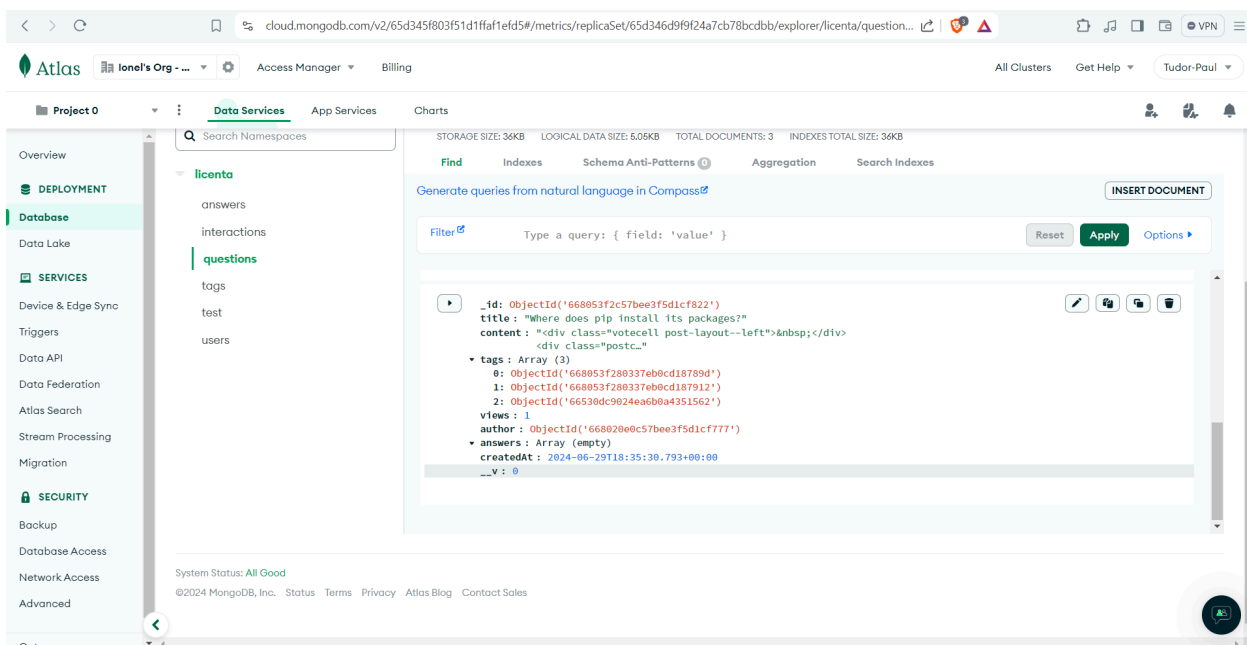 cloud.mongodb.com/v2/65d345f803f51d1ffaf1efd5#/metrics/replicaSet/65d346d9f9f24a7cb78bcdbb/explorer/licenta/question...
VPN
Atlas
Ionel's Org - ...
Access Manager
Billing
All Clusters
Get Help
Tudor-Paul
Project 0
Data Services
App Services
Charts
Overview
DEPLOYMENT
Database
Data Lake
SERVICES
Device & Edge Sync
Triggers
Data API
Data Federation
Atlas Search
Stream Processing
Migration
SECURITY
Backup
Database Access
Network Access
Advanced
Search Namespaces
licenta
answers
interactions
questions
tags
test
users
STORAGE SIZE: 36KB LOGICAL DATA SIZE: 5.05KB TOTAL DOCUMENTS: 3 INDEXES TOTAL SIZE: 36KB
Find Indexes Schema Anti-Patterns 0 Aggregation Search Indexes
Generate queries from natural language in Compass
INSERT DOCUMENT
Filter
Type a query: { field: 'value' }
Reset
Apply
Options
_id: ObjectId('668053f2c57bee3f5d1cf822')
title : "Where does pip install its packages?"
content : "<div class="votecell post-layout--left">&nbsp;</div>
<div class="postc…"
tags : Array (3)
0: ObjectId('668053f280337eb0cd18789d')
1: ObjectId('668053f280337eb0cd187912')
2: ObjectId('66530dc9024ea6b0a4351562')
views : 1
author : ObjectId('668020e0c57bee3f5d1cf777')
answers : Array (empty)
createdAt : 2024-06-29T18:35:30.793+00:00
__v : 0
System Status: All Good
©2024 MongoDB, Inc. Status Terms Privacy Atlas Blog Contact Sales